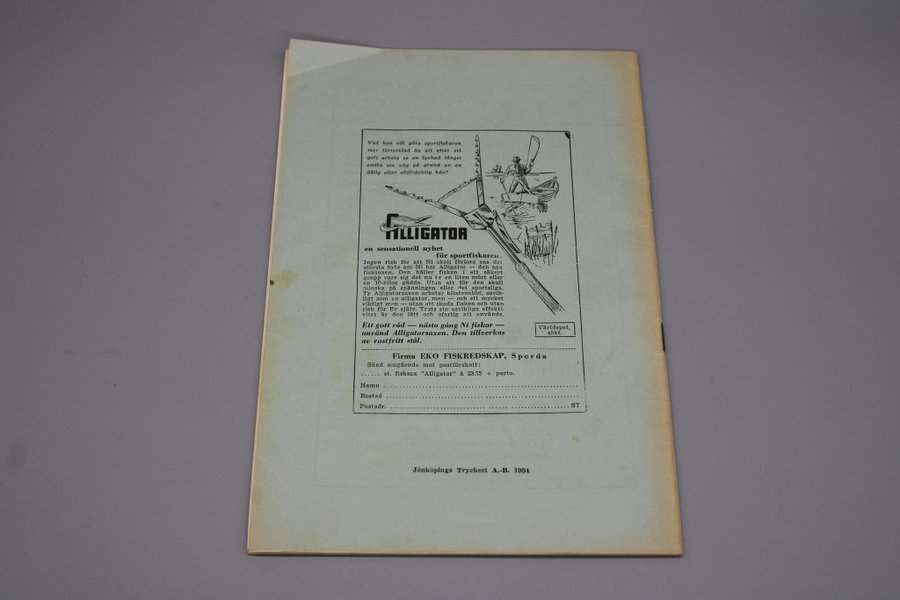 Vad kan väl göra sportfiskaren
mer förtvivlad än att efter ett
gott arbete se en lyckad fångst
smita sin väg på grund av en
dålig eller otillräcklig håv?
ALLIGATOR
en sensationell nyhet
för sportfiskaren.
Ingen risk för att Ni skall förlora ens det
största byte om Ni har Alligator — den nya
fisksaxen. Den håller fisken i ett säkert
grepp vare sig det nu är en liten mört eller
en 10-kilos gädda. Utan att för den skull
minska på spänningen eller det sportsliga.
Ty Alligatorsaxen arbetar blixtsnabbt, osvik-
ligt som en alligator, men — och ett mycket
viktigt men — utan att skada fisken och utan
risk för Er själv. Trots sin osvikliga effekti-
vitet är den lätt och ofarlig att använda.
Ett gott råd — nästa gång Ni fiskar —
använd Alligatorsaxen. Den tillverkas
av rostfritt stål.
Världspat.
sökt.
Firma EKO FISKREDSKAP, Sporda
Sänd omgående mot postförskott:
...... st. fisksax "Alligator" à 23.75 + porto.
Namn
Bostad
Postadr. ST
Jönköpings Tryckeri A.-B. 1954